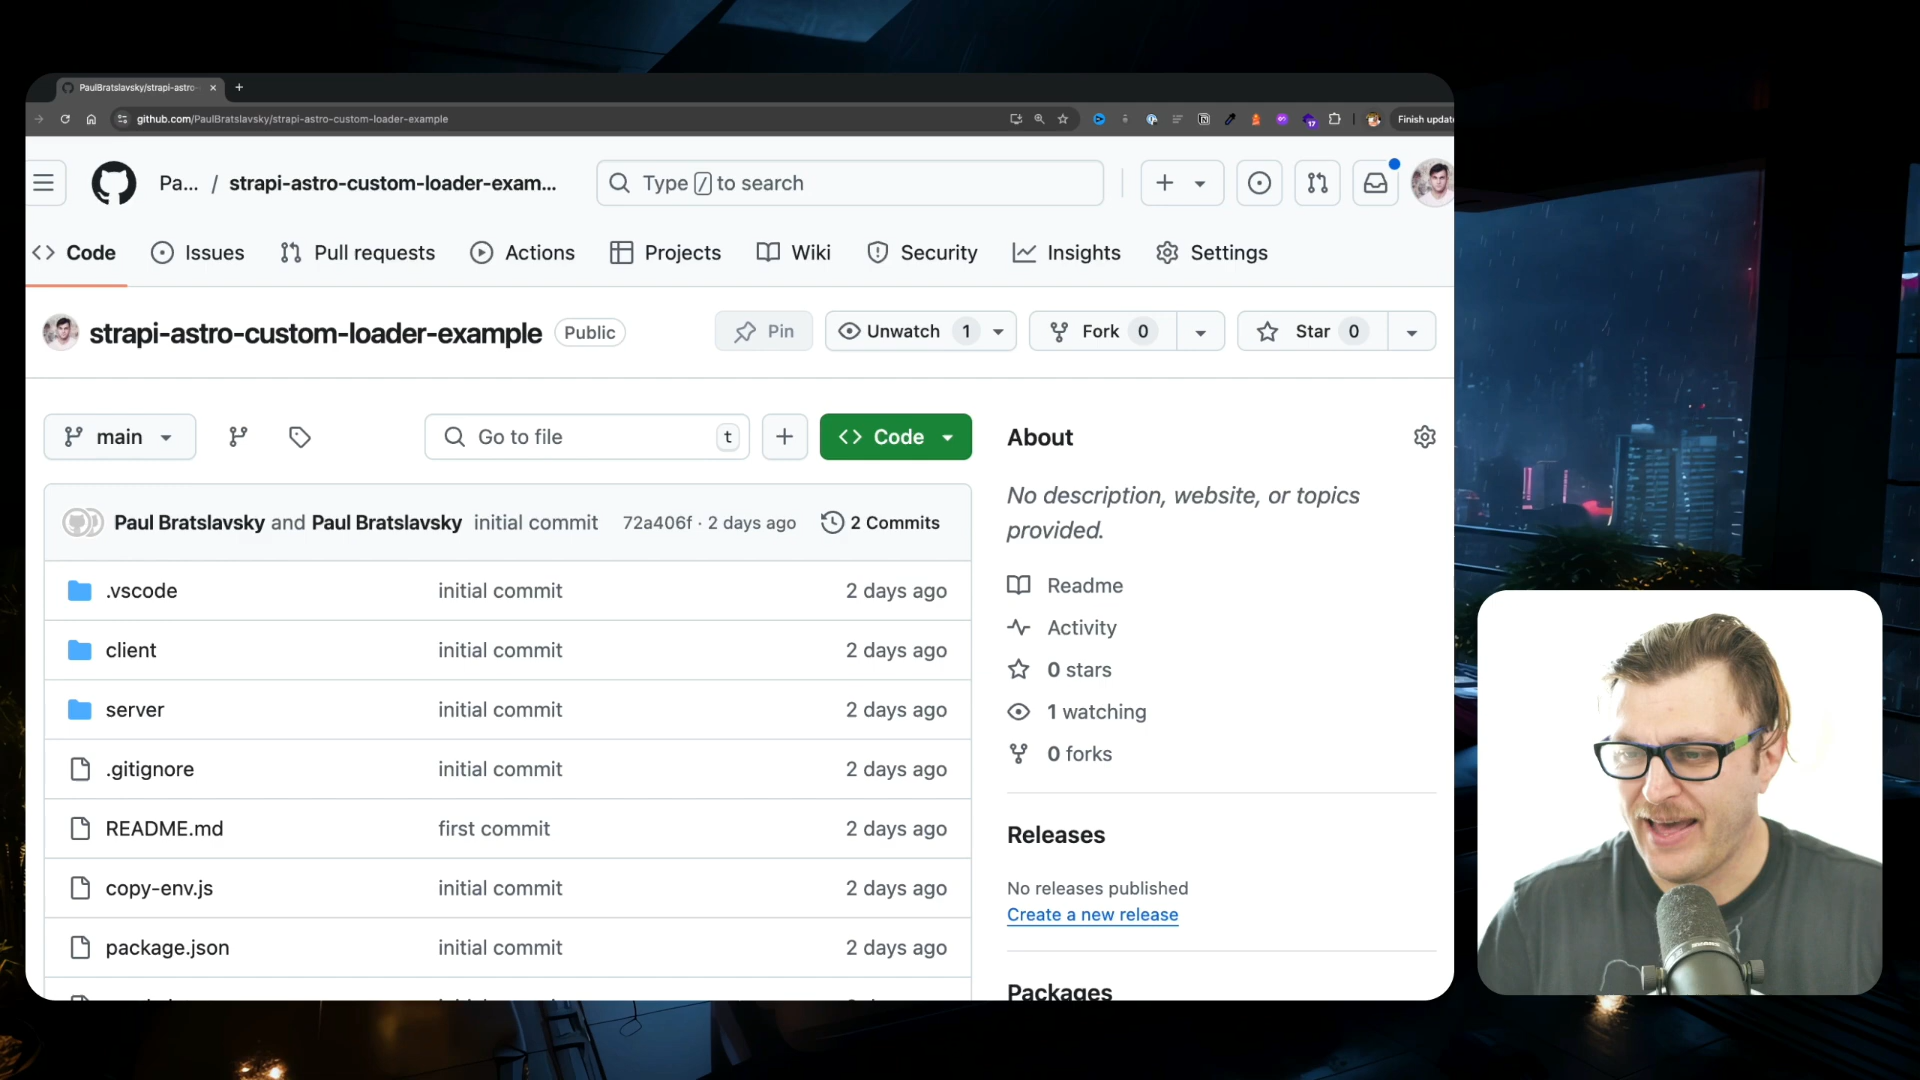 PaulBratslavsky/strapi-astro-
github.com/PaulBratslavsky/strapi-astro-custom-loader-example
17
Finish updat
Pa... / strapi-astro-custom-loader-exam...
Type / to search
Code
Issues
Pull requests
Actions
Projects
Wiki
Security
Insights
Settings
strapi-astro-custom-loader-example
Public
Pin
Unwatch 1
Fork 0
Star 0
main
Go to file t
Code
Paul Bratslavsky and Paul Bratslavsky initial commit 72a406f · 2 days ago 2 Commits
.vscode initial commit 2 days ago
client initial commit 2 days ago
server initial commit 2 days ago
.gitignore initial commit 2 days ago
README.md first commit 2 days ago
copy-env.js initial commit 2 days ago
package.json initial commit 2 days ago
About
No description, website, or topics
provided.
Readme
Activity
0 stars
1 watching
0 forks
Releases
No releases published
Create a new release
Packages